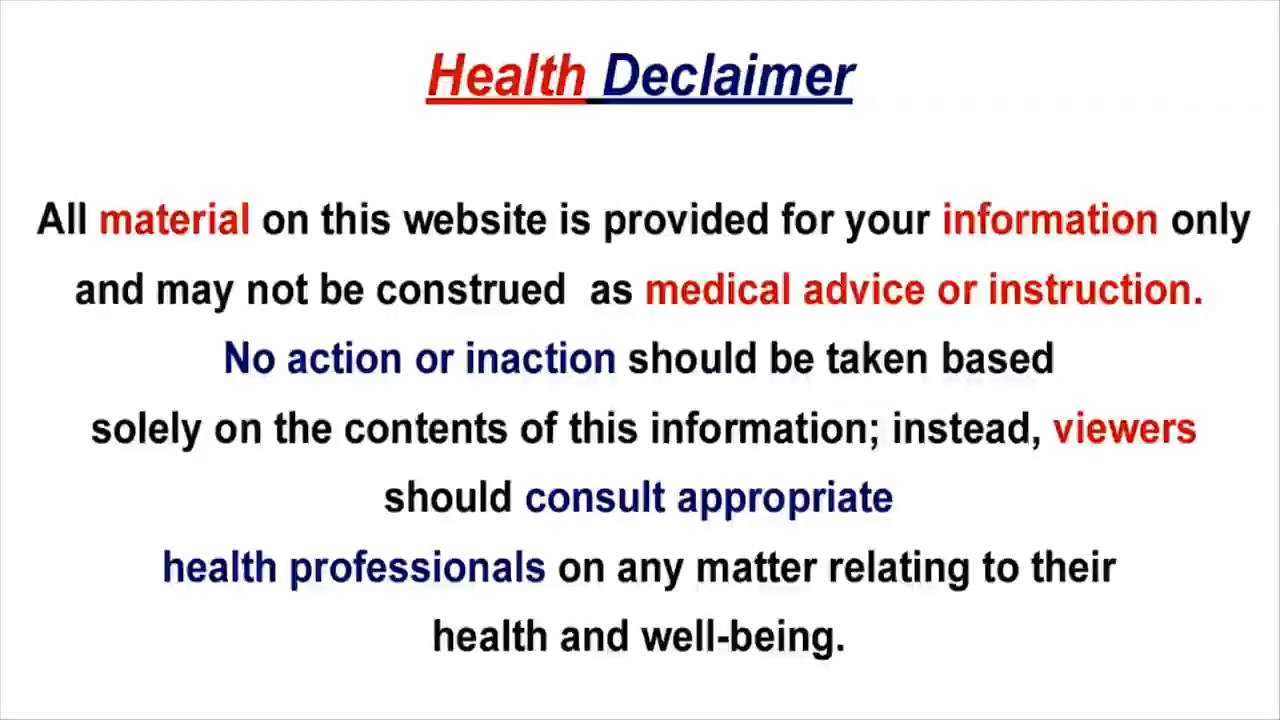 Health Declaimer
All material on this website is provided for your information only
and may not be construed as medical advice or instruction.
No action or inaction should be taken based
solely on the contents of this information; instead, viewers
should consult appropriate
health professionals on any matter relating to their
health and well-being.